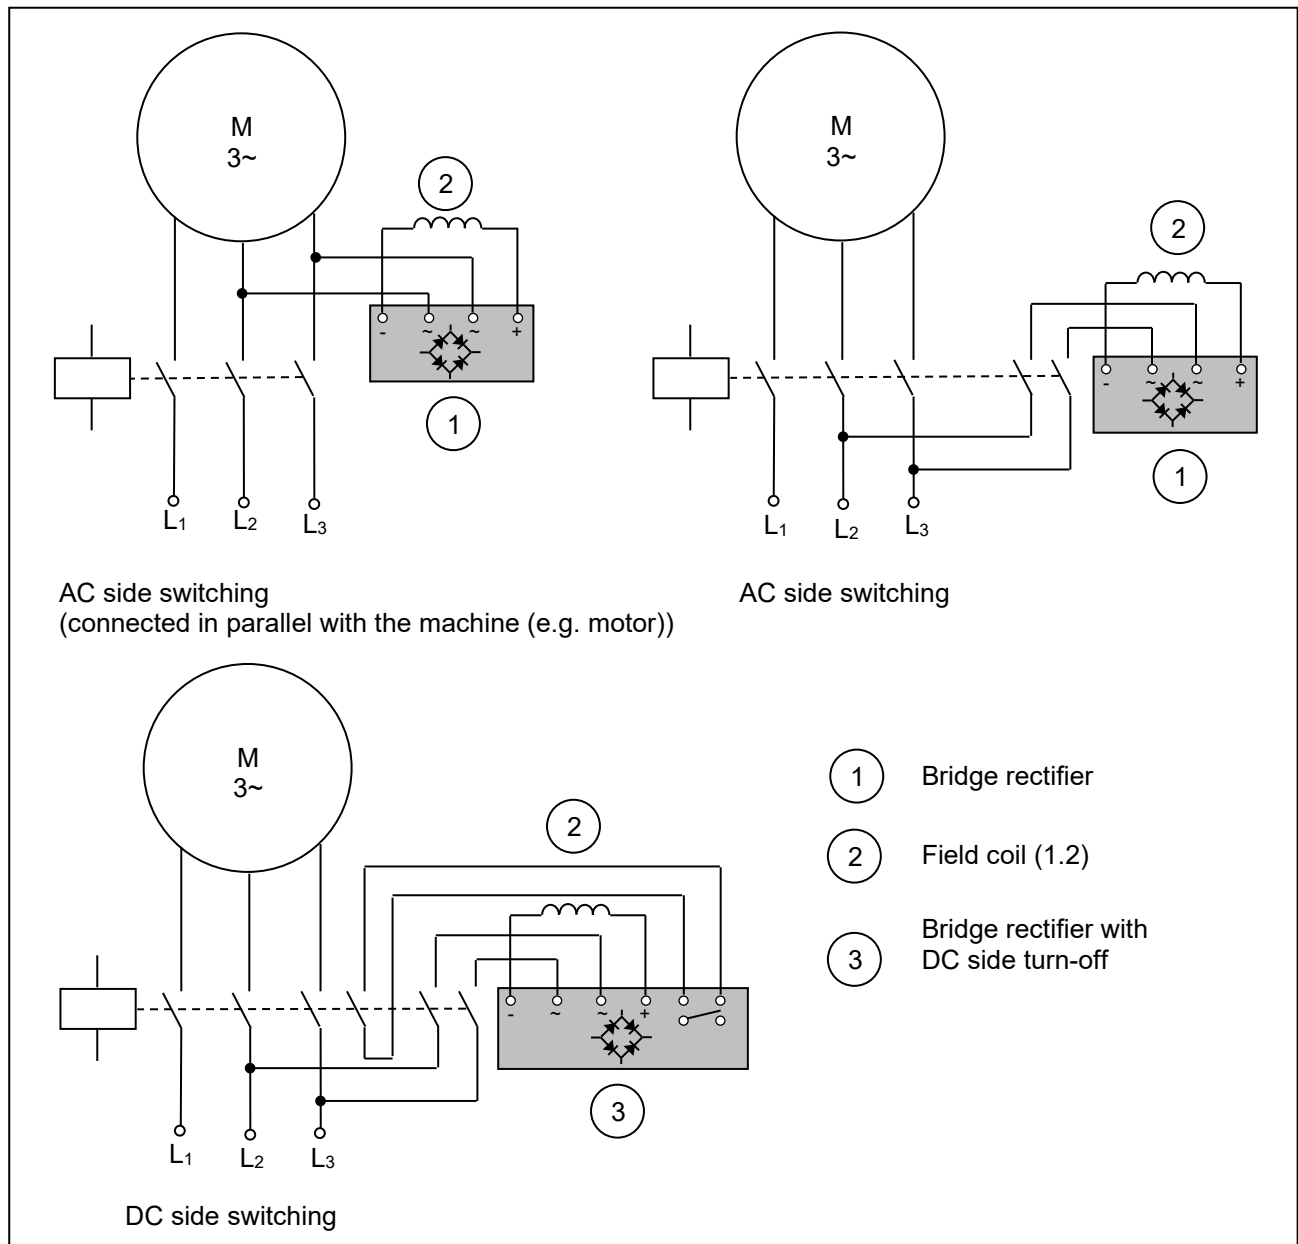 M
3~
2
-
~
~
+
1
L1
L2
L3
AC side switching
(connected in parallel with the machine (e.g. motor))
M
3~
2
-
~
~
+
1
L1
L2
L3
AC side switching
M
3~
2
-
~
~
+
3
L1
L2
L3
DC side switching
1 Bridge rectifier
2 Field coil (1.2)
3 Bridge rectifier with
DC side turn-off